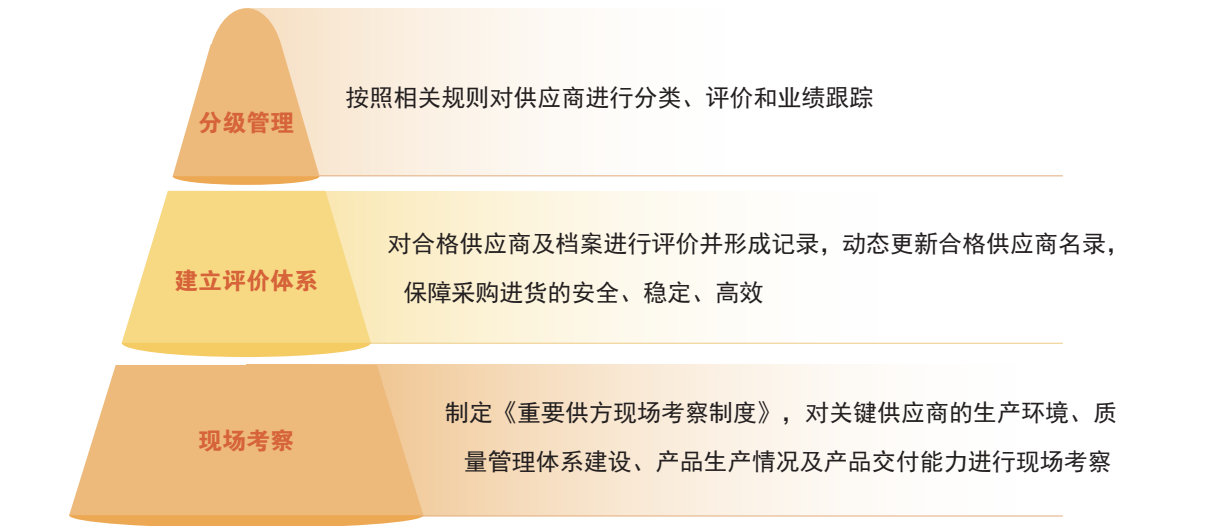 分级管理
按照相关规则对供应商进行分类、评价和业绩跟踪
建立评价体系
对合格供应商及档案进行评价并形成记录，动态更新合格供应商名录，
保障采购进货的安全、稳定、高效
现场考察
制定《重要供方现场考察制度》，对关键供应商的生产环境、质
量管理体系建设、产品生产情况及产品交付能力进行现场考察